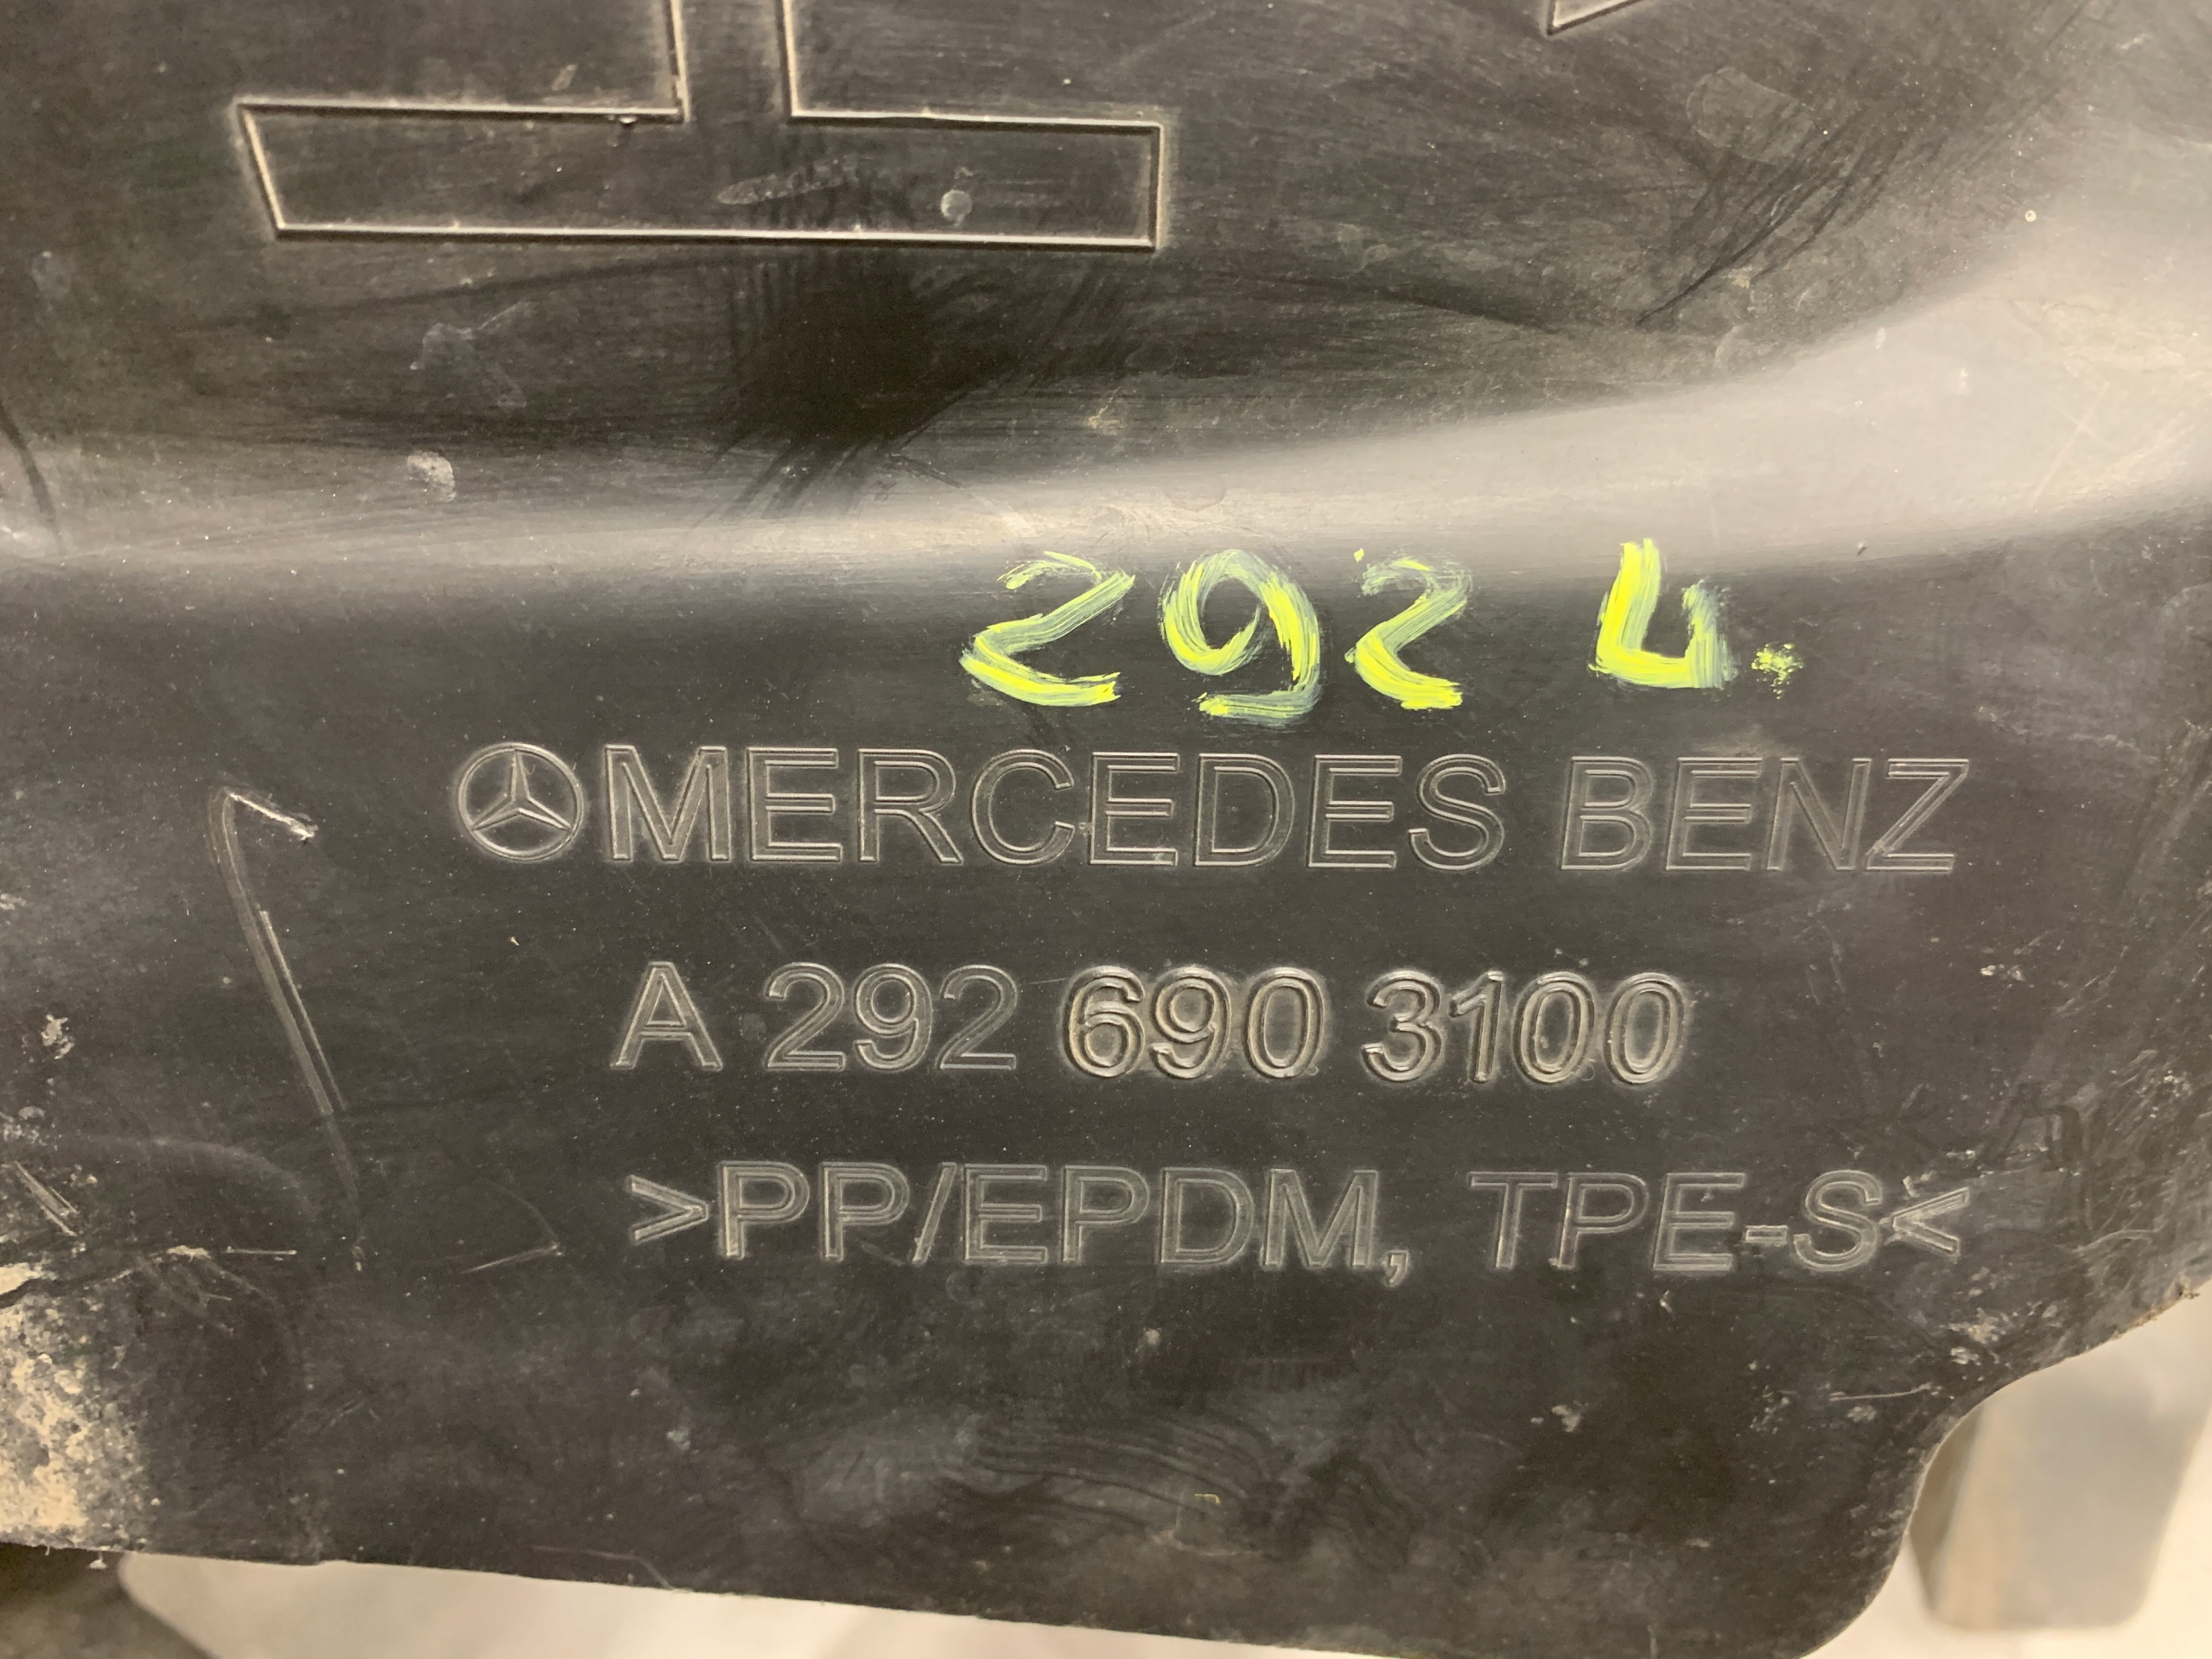 292 L.
MERCEDES BENZ
A 292 690 3100
>PP/EPDM, TPE-S<